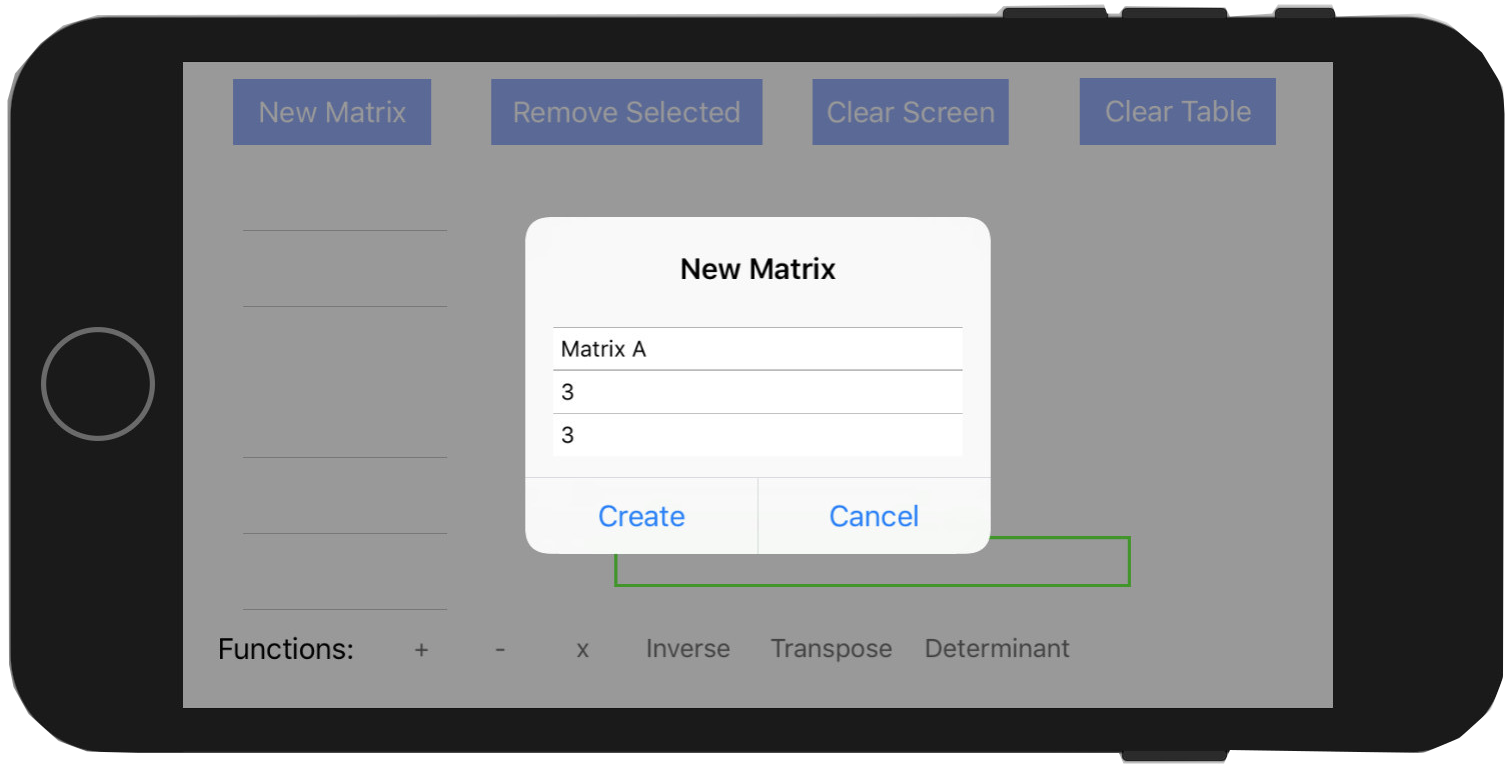 New Matrix Remove Selected Clear Screen Clear Table
New Matrix
Matrix A
3
3
Create Cancel
Functions: + - x Inverse Transpose Determinant